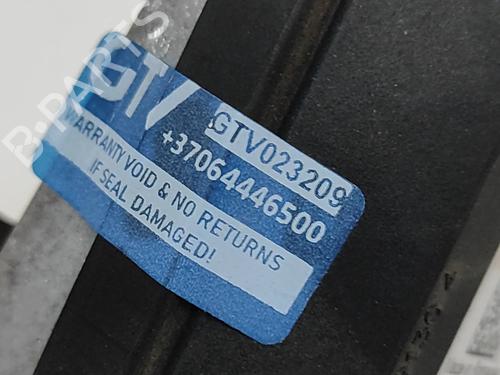 B-PARTS
GTV
GTV023209
+37064446500
WARRANTY VOID & NO RETURNS
IF SEAL DAMAGED!